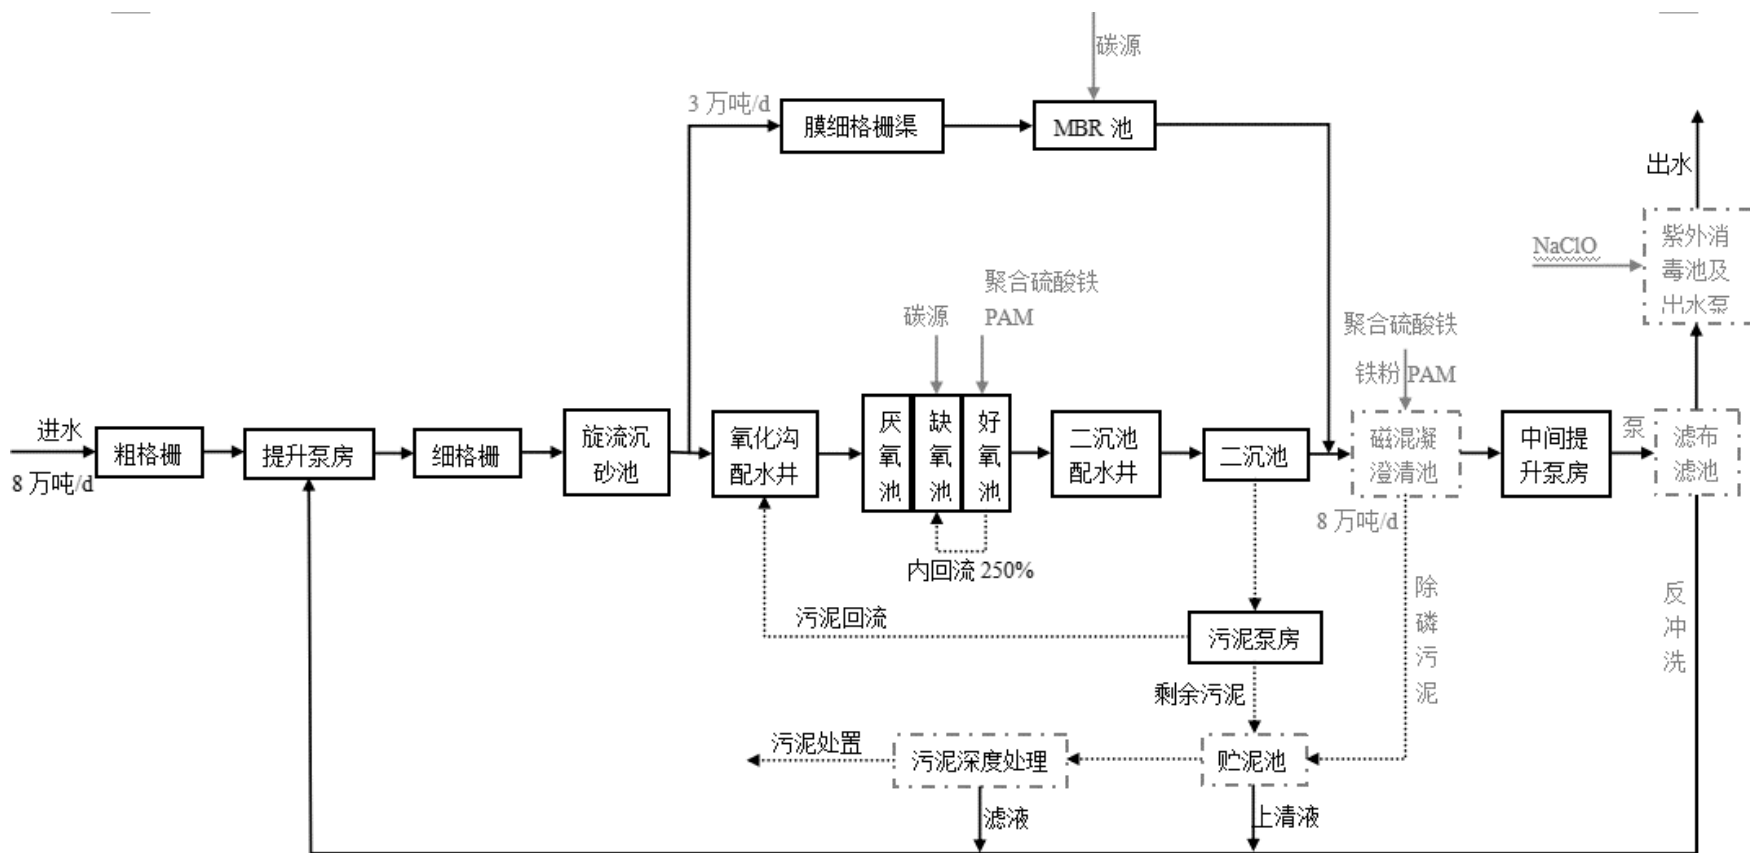 碳源
3 万吨/d
膜细格栅渠
MBR 池
出水
紫外消
毒池及
出水泵
NaClO
聚合硫酸铁
PAM
碳源
聚合硫酸铁
铁粉 PAM
进水
8 万吨/d
粗格栅
提升泵房
细格栅
旋流沉
砂池
氧化沟
配水井
厌氧池
缺氧池
好氧池
二沉池
配水井
二沉池
磁混凝
澄清池
8 万吨/d
中间提
升泵房
泵
滤布
滤池
内回流 250%
污泥回流
污泥泵房
除磷污泥
反冲洗
剩余污泥
污泥处置
污泥深度处理
贮泥池
滤液
上清液